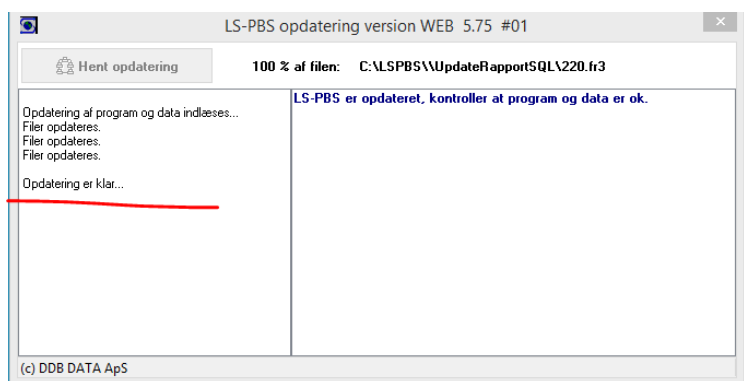 LS-PBS opdatering version WEB 5.75 #01
Hent opdatering
100 % af filen: C:\LSPBS\\UpdateRapportSQL\220.fr3
Opdatering af program og data indlæses...
Filer opdateres.
Filer opdateres.
Filer opdateres.
Opdatering er klar...
LS-PBS er opdateret, kontroller at program og data er ok.
(c) DDB DATA ApS